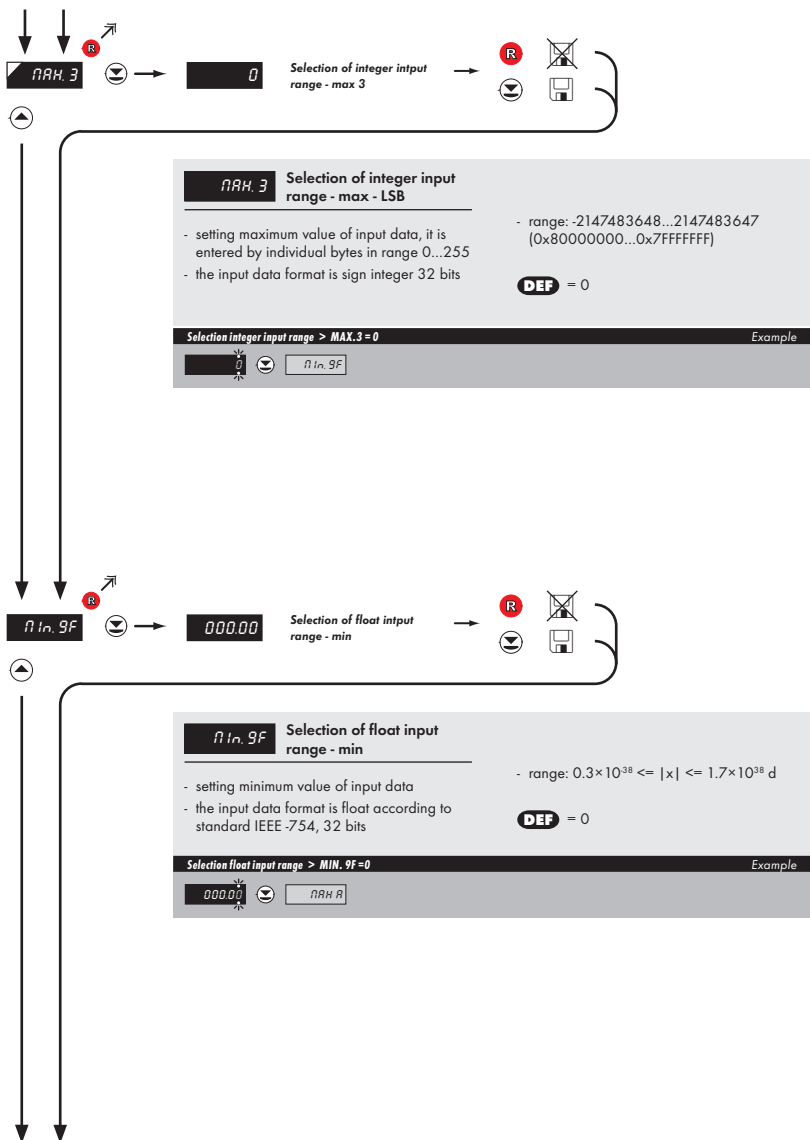 R
MAX. 3
0
Selection of integer intput
range - max 3
R
MAX. 3
Selection of integer input
range - max - LSB
- setting maximum value of input data, it is
entered by individual bytes in range 0...255
- the input data format is sign integer 32 bits
- range: -2147483648...2147483647
(0x80000000...0x7FFFFFFF)
DEF = 0
Selection integer input range > MAX.3 = 0
Example
0
MIn. 9F
R
MIn. 9F
000.00
Selection of float intput
range - min
R
MIn. 9F
Selection of float input
range - min
- setting minimum value of input data
- the input data format is float according to
standard IEEE -754, 32 bits
- range: 0.3×10-38 <= |x| <= 1.7×10³⁸ d
DEF = 0
Selection float input range > MIN. 9F =0
Example
000.00
MAX A